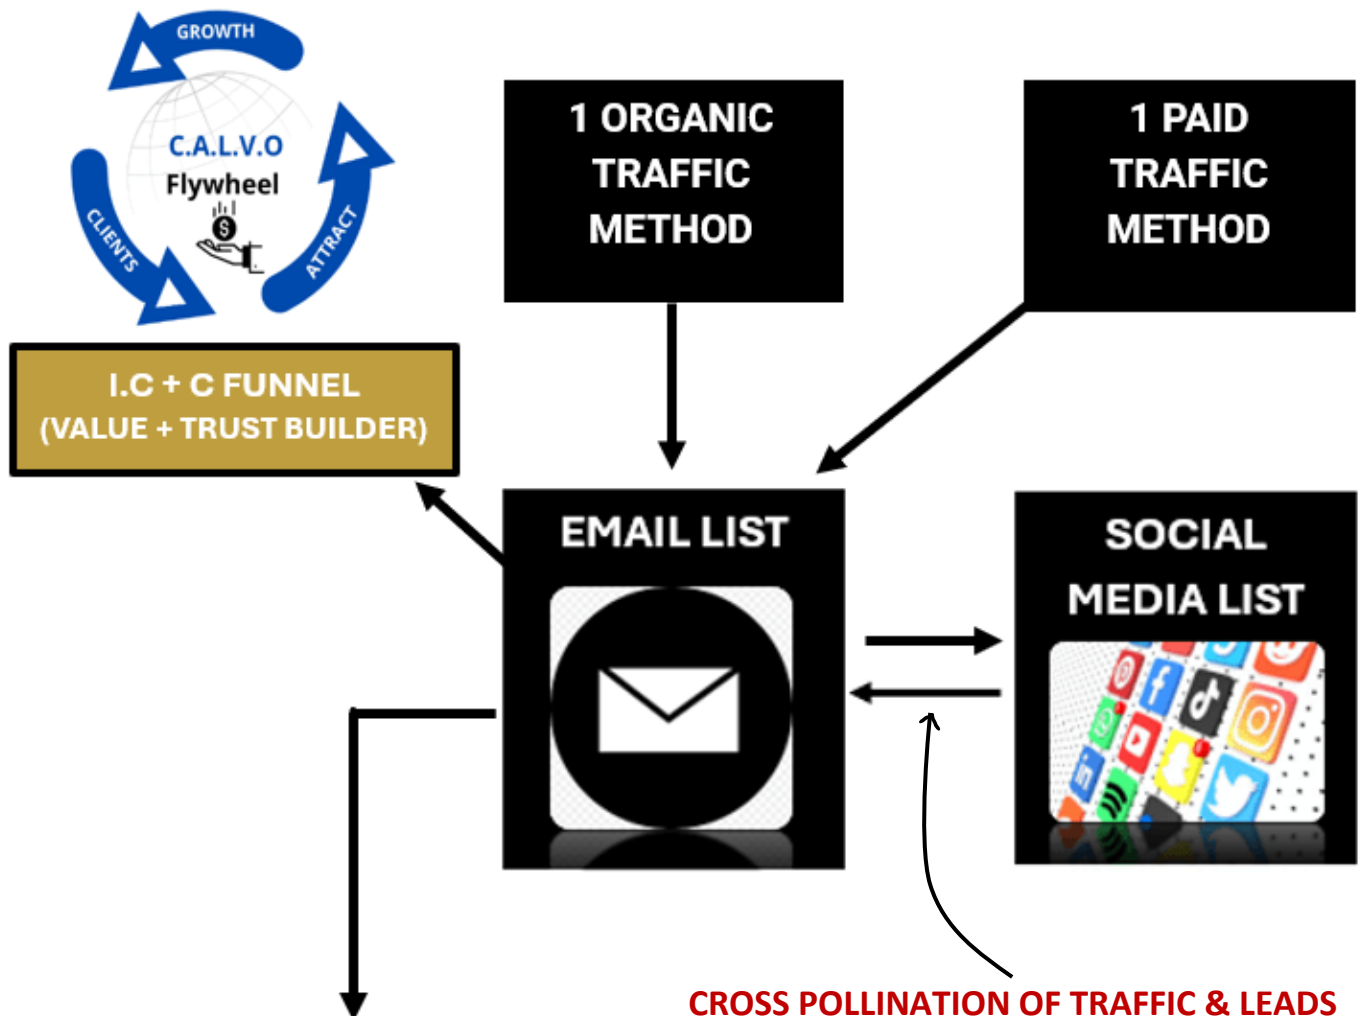 GROWTH
C.A.L.V.O
Flywheel
CLIENTS
ATTRACT
$
1 ORGANIC
TRAFFIC
METHOD
1 PAID
TRAFFIC
METHOD
I.C + C FUNNEL
(VALUE + TRUST BUILDER)
EMAIL LIST
SOCIAL
MEDIA LIST
CROSS POLLINATION OF TRAFFIC & LEADS